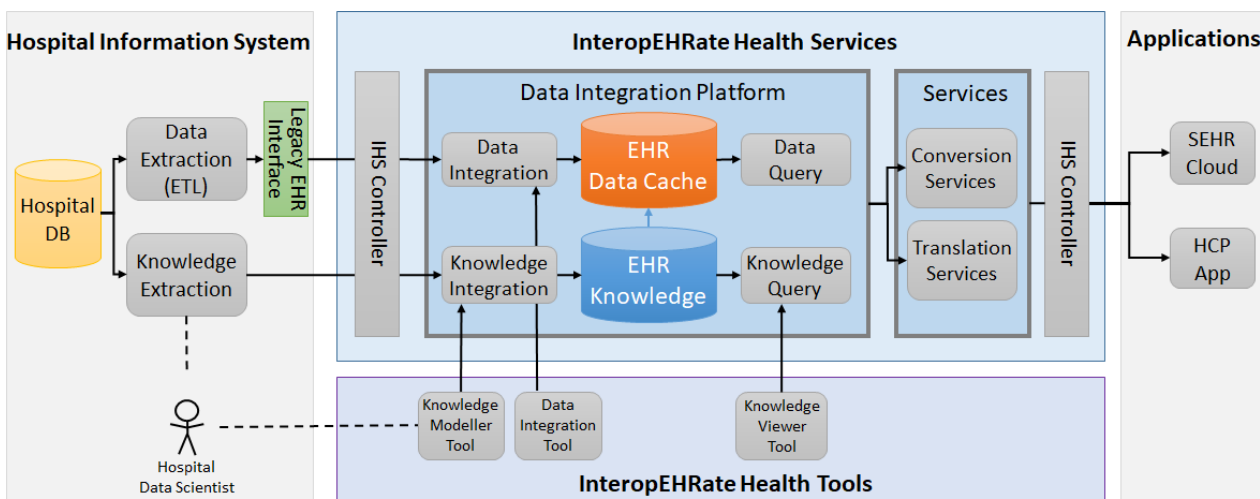 Hospital Information System
Hospital
DB
Data
Extraction
(ETL)
Legacy EHR
Interface
Knowledge
Extraction
Hospital
Data Scientist
InteropEHRate Health Services
IHS Controller
Data Integration Platform
Data
Integration
EHR
Data Cache
Data
Query
Knowledge
Integration
EHR
Knowledge
Knowledge
Query
Services
Conversion
Services
Translation
Services
IHS Controller
Applications
SEHR
Cloud
HCP
App
Knowledge
Modeller
Tool
Data
Integration
Tool
Knowledge
Viewer
Tool
InteropEHRate Health Tools